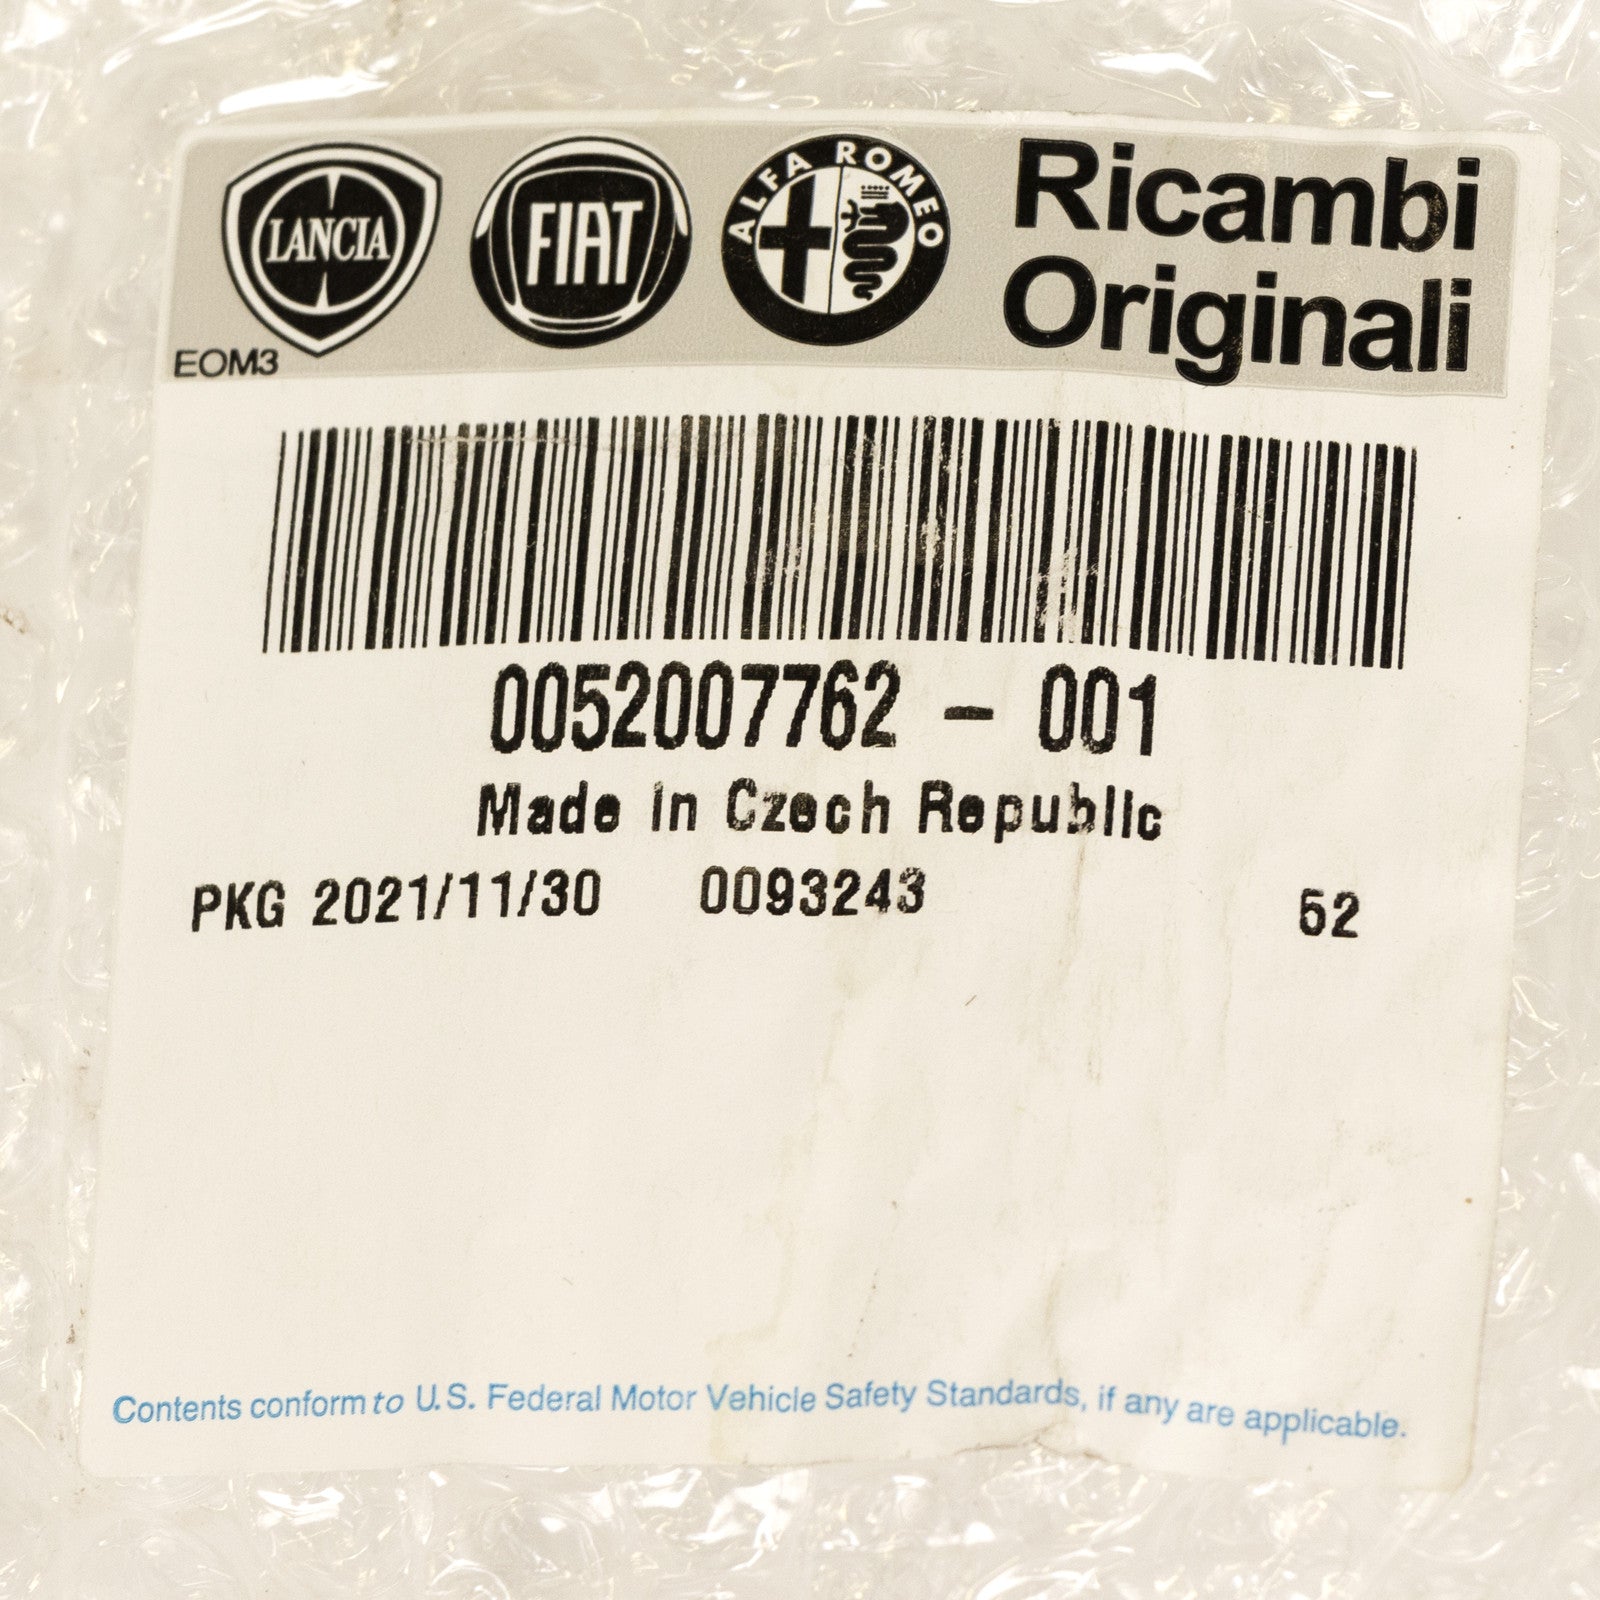 LANCIA
FIAT
ALFA ROMEO
Ricambi
Originali
EOM3
0052007762 - 001
Made in Czech Republic
PKG 2021/11/30 0093243 52
Contents conform to U.S. Federal Motor Vehicle Safety Standards, if any are applicable.